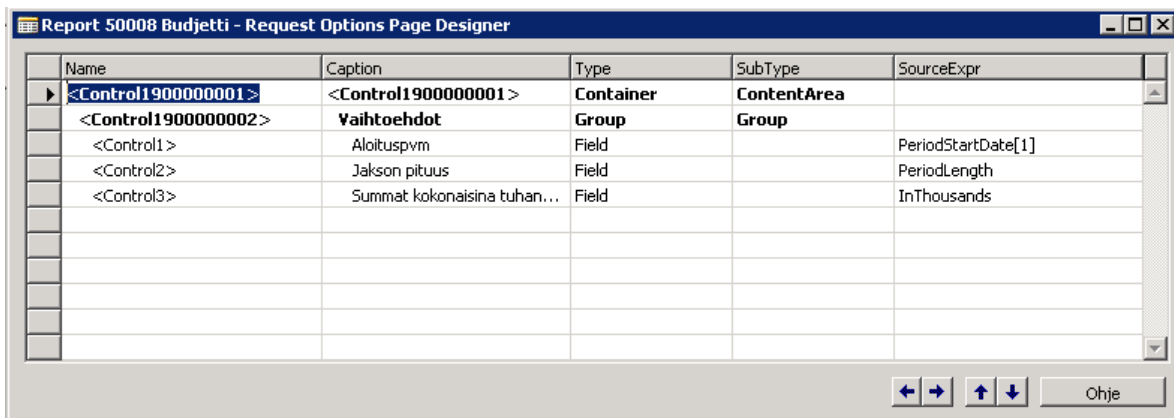 Report 50008 Budjetti - Request Options Page Designer
Name Caption Type SubType SourceExpr
<Control1900000001> <Control1900000001> Container ContentArea
<Control1900000002> Vaihtoehdot Group Group
<Control1> Aloituspvm Field PeriodStartDate[1]
<Control2> Jakson pituus Field PeriodLength
<Control3> Summat kokonaisina tuhan... Field InThousands
Ohje